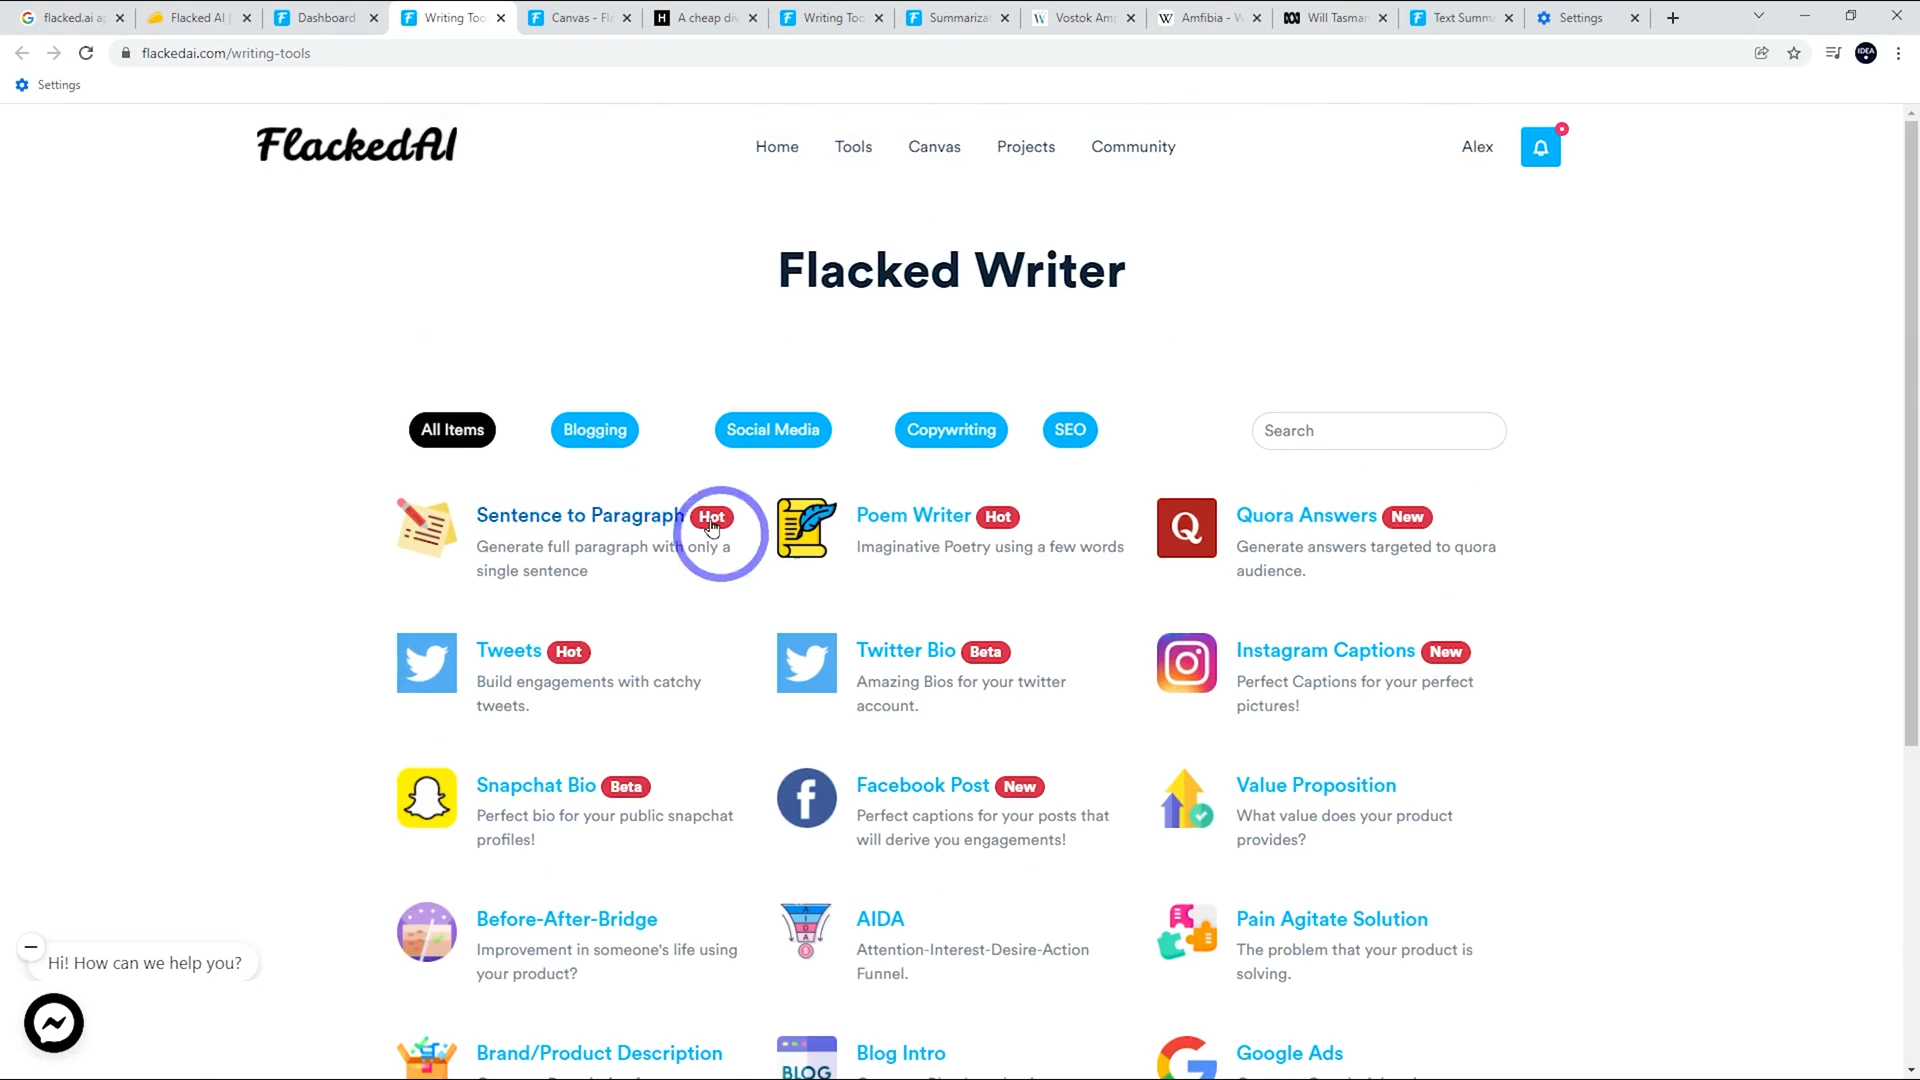 flacked.ai ap
Flacked AI |
Dashboard
Writing Too
Canvas - Fla
A cheap div
Writing Too
Summariza
Vostok Amp
Amfibia - W
Will Tasman
Text Summa
Settings
flackedai.com/writing-tools
IDEA
Settings
FlackedAI
Home
Tools
Canvas
Projects
Community
Alex
Flacked Writer
All Items
Blogging
Social Media
Copywriting
SEO
Search
Sentence to Paragraph Hot
Generate full paragraph with only a
single sentence
Poem Writer Hot
Imaginative Poetry using a few words
Quora Answers New
Generate answers targeted to quora
audience.
Tweets Hot
Build engagements with catchy
tweets.
Twitter Bio Beta
Amazing Bios for your twitter
account.
Instagram Captions New
Perfect Captions for your perfect
pictures!
Snapchat Bio Beta
Perfect bio for your public snapchat
profiles!
Facebook Post New
Perfect captions for your posts that
will derive you engagements!
Value Proposition
What value does your product
provides?
Before-After-Bridge
Improvement in someone's life using
your product?
AIDA
Attention-Interest-Desire-Action
Funnel.
Pain Agitate Solution
The problem that your product is
solving.
Hi! How can we help you?
Brand/Product Description
BLOG
Blog Intro
Google Ads